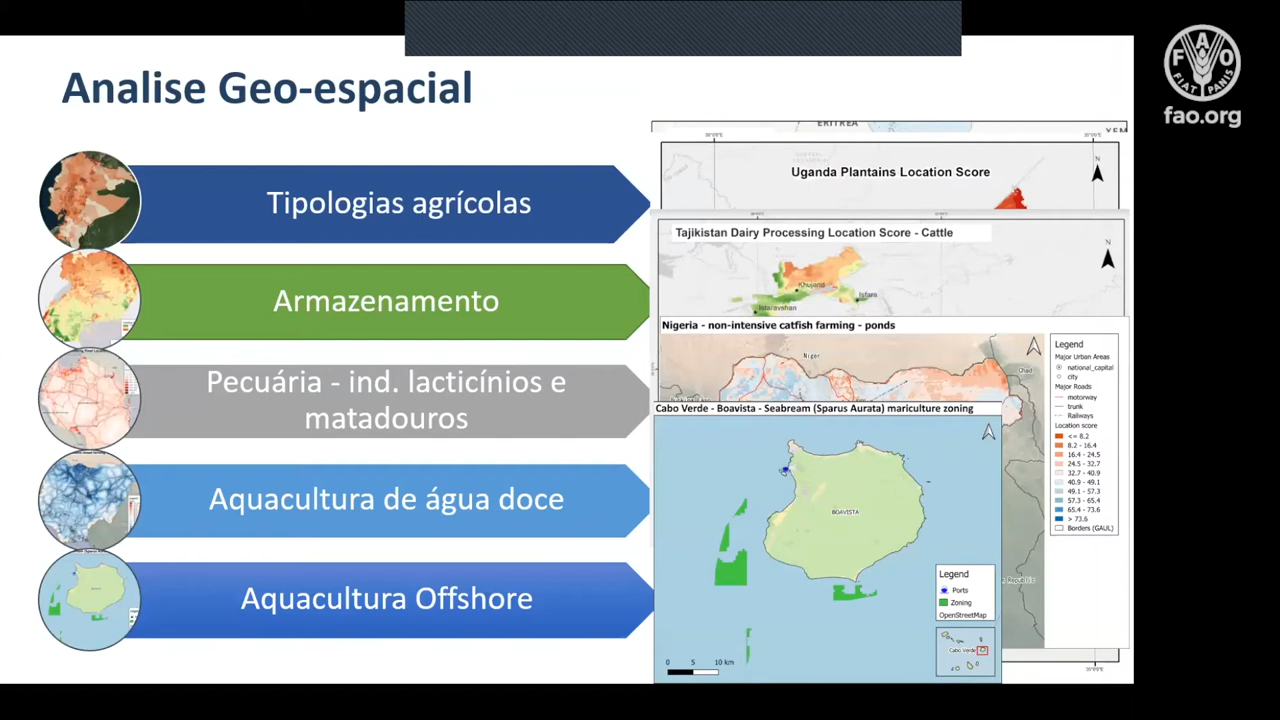 Analise Geo-espacial
FAO
FIAT PANIS
fao.org
Tipologias agrícolas
Armazenamento
Pecuária - ind. lacticínios e
matadouros
Aquacultura de água doce
Aquacultura Offshore
ERITREA
YEM
N
Uganda Plantains Location Score
Tajikistan Dairy Processing Location Score - Cattle
N
Khujand
Isfara
Istaravshan
Nigeria - non-intensive catfish farming - ponds
Niger
Chad
Legend
Major Urban Areas
national_capital
city
Major Roads
motorway
trunk
Railways
Location score
<= 8.2
8.2 - 16.4
16.4 - 24.5
24.5 - 32.7
32.7 - 40.9
40.9 - 49.1
49.1 - 57.3
57.3 - 65.4
65.4 - 73.6
> 73.6
Borders (GAUL)
Cabo Verde - Boavista - Seabream (Sparus Aurata) mariculture zoning
BOAVISTA
Legend
Ports
Zoning
OpenStreetMap
Cabo Verde
0 5 10 km